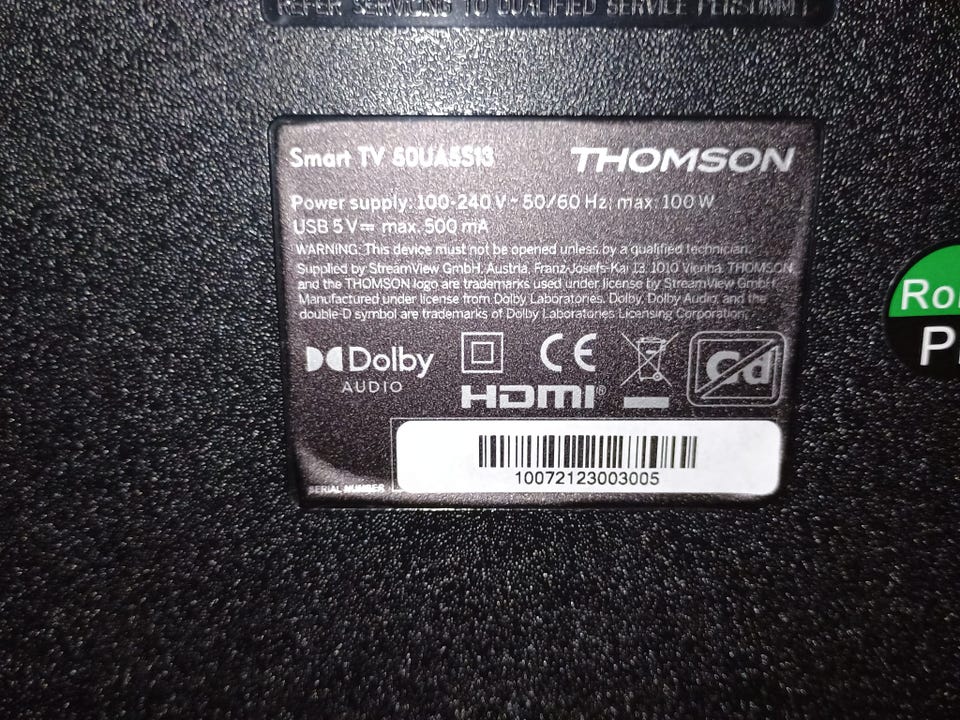 REFER SERVICING TO QUALIFIED SERVICE PERSONNEL
Smart TV 50UA5S13 THOMSON
Power supply: 100-240 V ~ 50/60 Hz; max. 100 W
USB 5 V⎓ max. 500 mA
WARNING: This device must not be opened unless by a qualified technician.
Supplied by StreamView GmbH, Austria, Franz-Josefs-Kai 13, 1010 Vienna. THOMSON
and the THOMSON logo are trademarks used under license by StreamView GmbH.
Manufactured under license from Dolby Laboratories. Dolby, Dolby Audio, and the
double-D symbol are trademarks of Dolby Laboratories Licensing Corporation.
Dolby
AUDIO
CE
Cd
HDMI®
10072123003005
SERIAL NUMBER